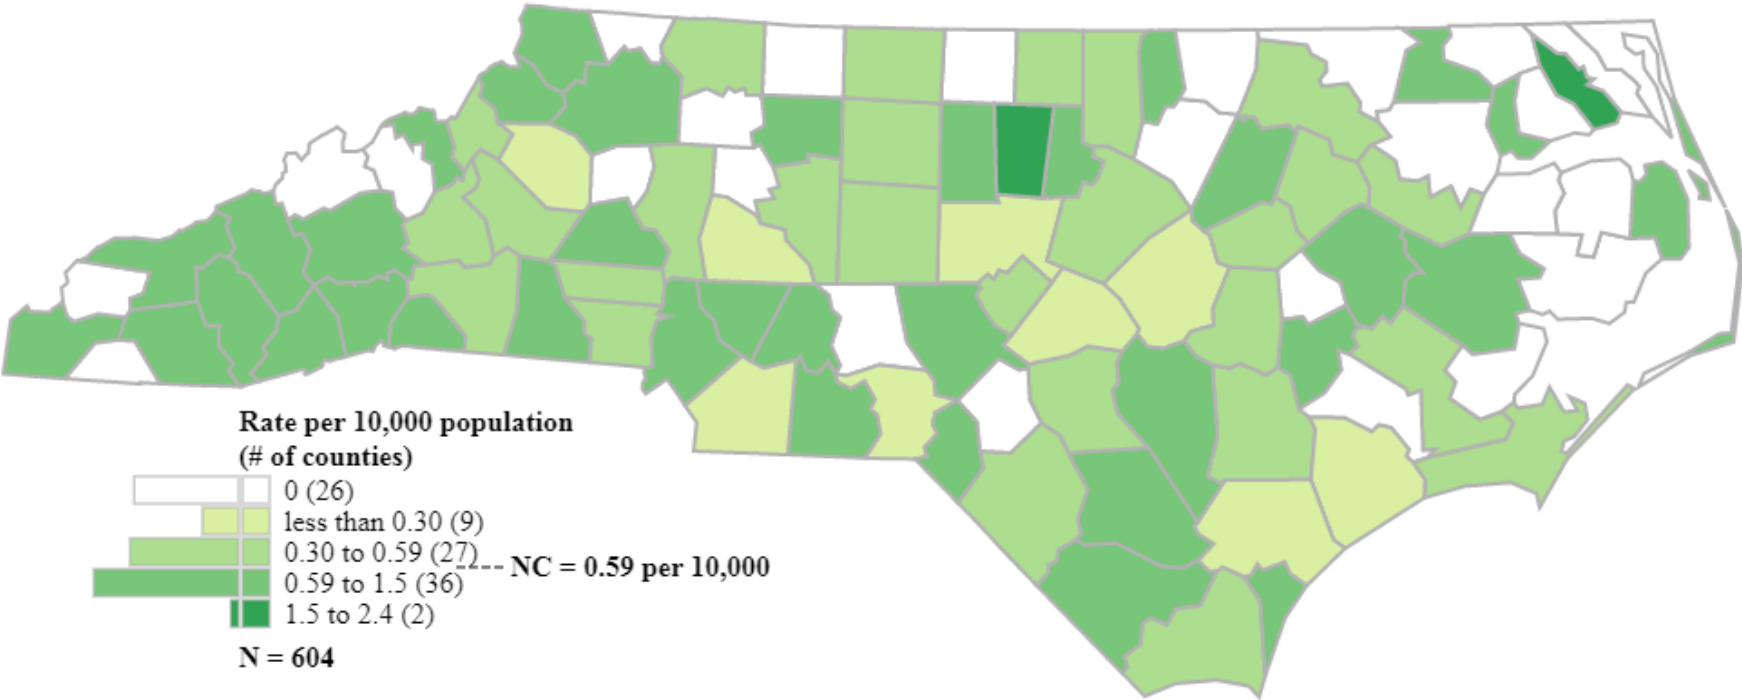 Rate per 10,000 population
(# of counties)
0 (26)
less than 0.30 (9)
0.30 to 0.59 (27)
NC = 0.59 per 10,000
0.59 to 1.5 (36)
1.5 to 2.4 (2)
N = 604